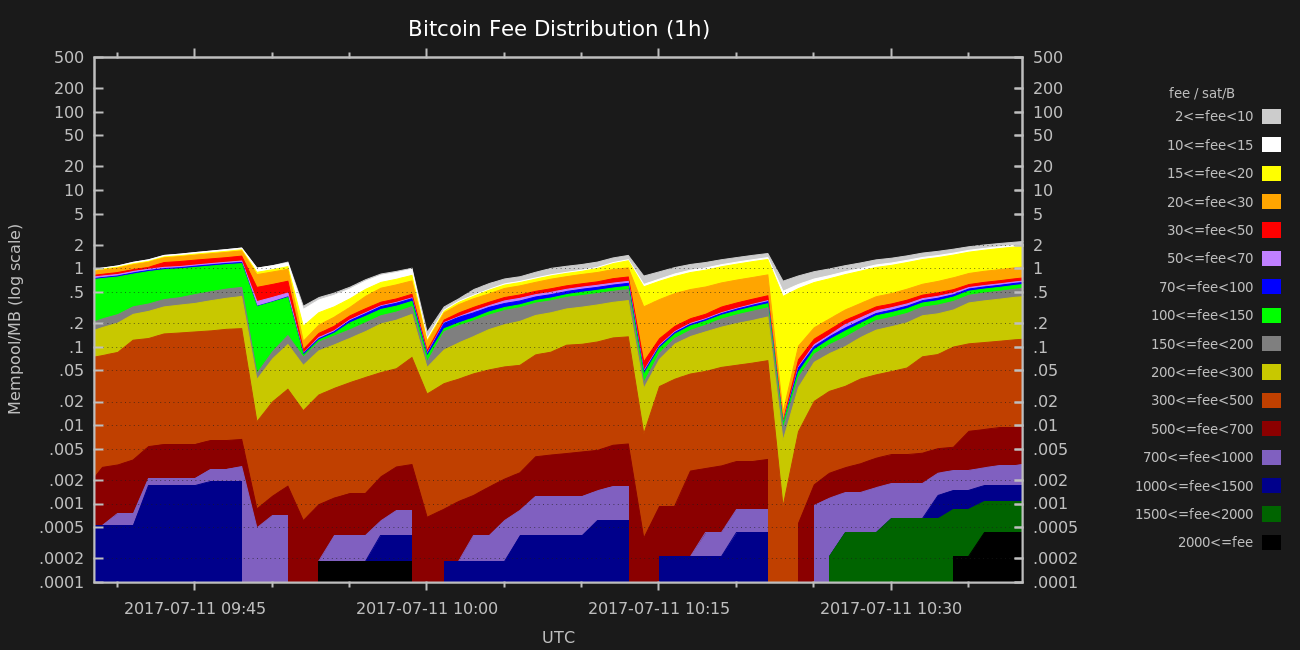 Bitcoin Fee Distribution (1h)
500 500
200 200
100 100
50 50
20 20
10 10
5 5
2 2
1 1
.5 .5
.2 .2
.1 .1
.05 .05
.02 .02
.01 .01
.005 .005
.002 .002
.001 .001
.0005 .0005
.0002 .0002
.0001 .0001
Mempool/MB (log scale)
2017-07-11 09:45 2017-07-11 10:00 2017-07-11 10:15 2017-07-11 10:30
UTC
fee / sat/B
2<=fee<10
10<=fee<15
15<=fee<20
20<=fee<30
30<=fee<50
50<=fee<70
70<=fee<100
100<=fee<150
150<=fee<200
200<=fee<300
300<=fee<500
500<=fee<700
700<=fee<1000
1000<=fee<1500
1500<=fee<2000
2000<=fee